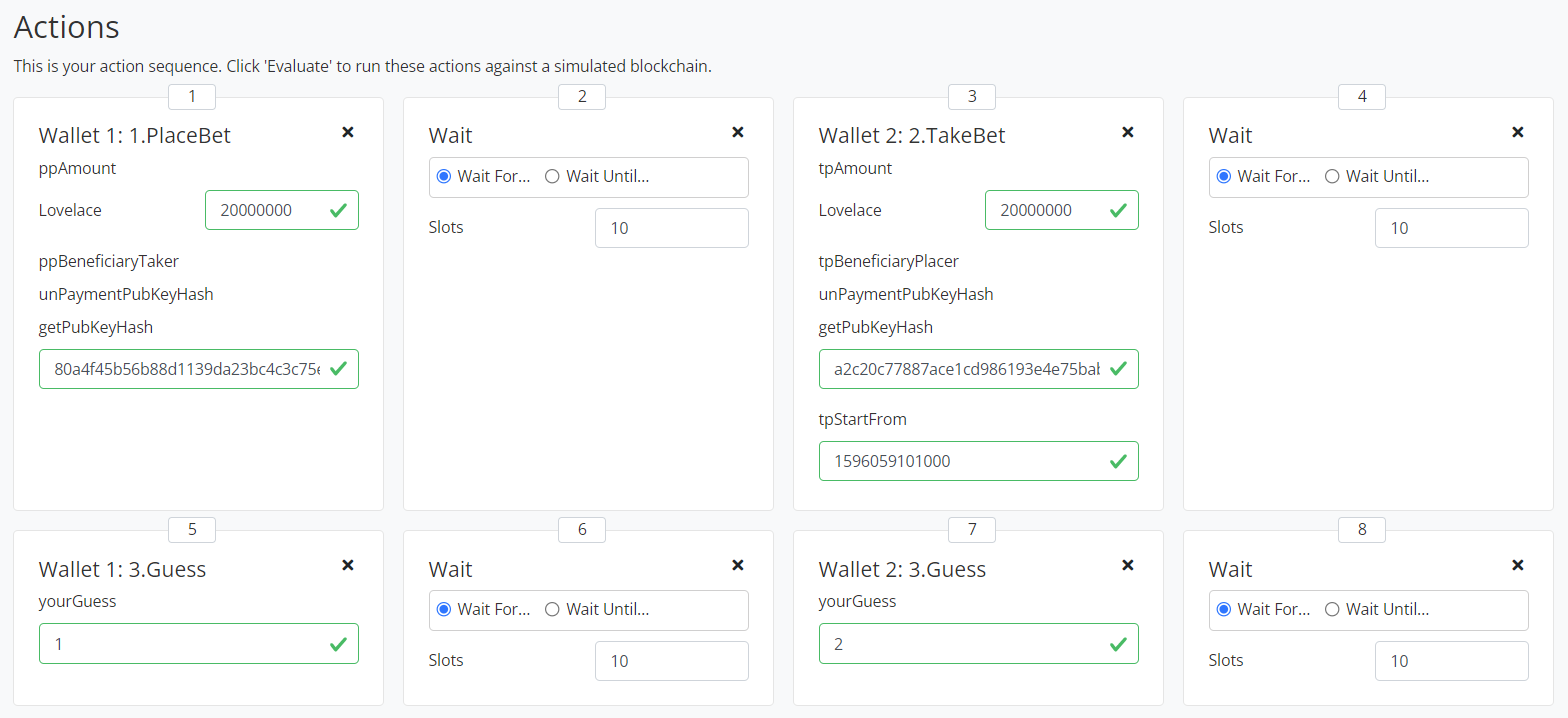 Actions
This is your action sequence. Click 'Evaluate' to run these actions against a simulated blockchain.
1
Wallet 1: 1.PlaceBet
ppAmount
Lovelace 20000000
ppBeneficiaryTaker
unPaymentPubKeyHash
getPubKeyHash
80a4f45b56b88d1139da23bc4c3c75e
2
Wait
Wait For... Wait Until...
Slots 10
3
Wallet 2: 2.TakeBet
tpAmount
Lovelace 20000000
tpBeneficiaryPlacer
unPaymentPubKeyHash
getPubKeyHash
a2c20c77887ace1cd986193e4e75bab
tpStartFrom
1596059101000
4
Wait
Wait For... Wait Until...
Slots 10
5
Wallet 1: 3.Guess
yourGuess
1
6
Wait
Wait For... Wait Until...
Slots 10
7
Wallet 2: 3.Guess
yourGuess
2
8
Wait
Wait For... Wait Until...
Slots 10